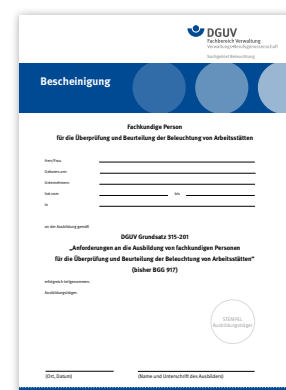 DGUV
Fachbereich Verwaltung
Verwaltungs-Berufsgenossenschaft
Sachgebiet Beleuchtung
Bescheinigung
Fachkundige Person
für die Überprüfung und Beurteilung der Beleuchtung von Arbeitsstätten
Herr/Frau:
Geboren am:
Unternehmen:
hat vom
bis
in
an der Ausbildung gemäß
DGUV Grundsatz 315-201
„Anforderungen an die Ausbildung von fachkundigen Personen
für die Überprüfung und Beurteilung der Beleuchtung von Arbeitsstätten“
(bisher BGG 917)
erfolgreich teilgenommen.
Ausbildungsträger:
STEMPEL
Ausbildungsträger
(Ort, Datum)
(Name und Unterschrift des Ausbilders)